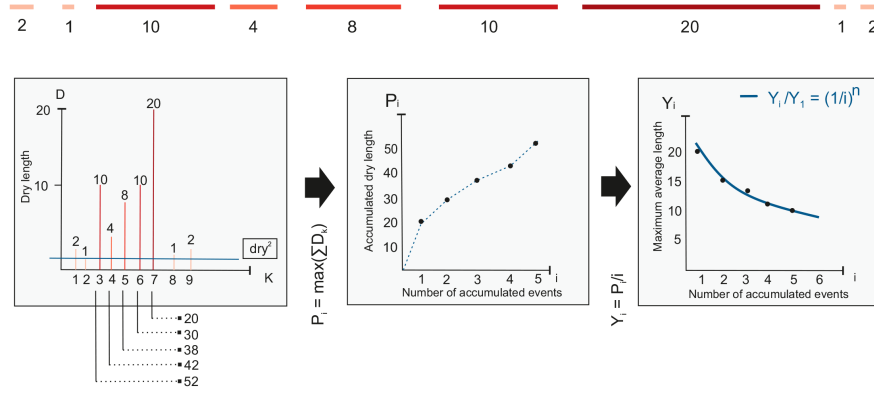 2 1 10 4 8 10 20 1 2
D
20
10
Dry length
2 1 10 4 8 10 20 1 2
dry²
K
1 2 3 4 5 6 7 8 9
20
30
38
42
52
Pᵢ = max(∑Dₖ)
Pᵢ
50
40
30
20
10
Accumulated dry length
1 2 3 4 5 i
Number of accumulated events
Yᵢ = Pᵢ/i
Yᵢ
Yᵢ/Y₁ = (1/i)ⁿ
20
15
10
5
Maximum average length
1 2 3 4 5 6 i
Number of accumulated events